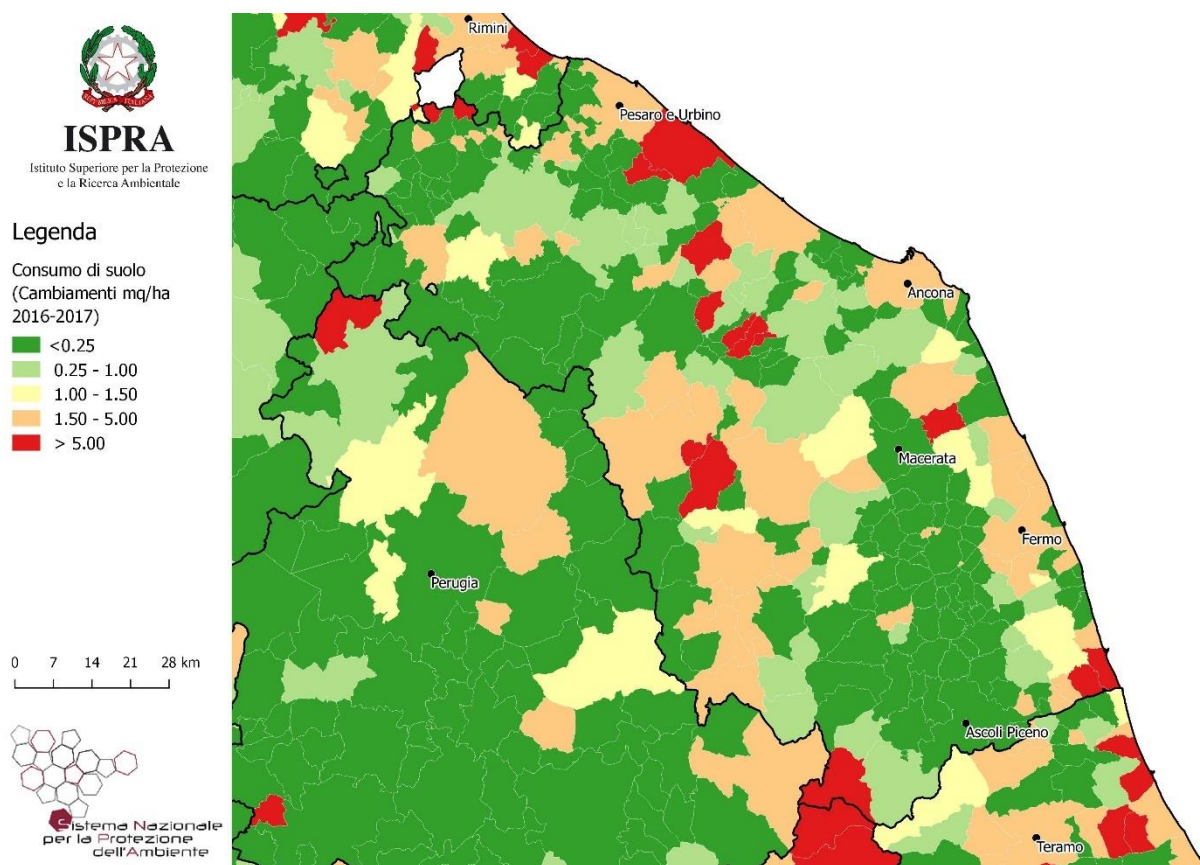 REPVBBLICA ITALIANA
ISPRA
Istituto Superiore per la Protezione
e la Ricerca Ambientale
Legenda
Consumo di suolo
(Cambiamenti mq/ha
2016-2017)
<0.25
0.25 - 1.00
1.00 - 1.50
1.50 - 5.00
> 5.00
0 7 14 21 28 km
Sistema Nazionale
per la Protezione
dell'Ambiente
Rimini
Pesaro e Urbino
Ancona
Macerata
Fermo
Perugia
Ascoli Piceno
Teramo